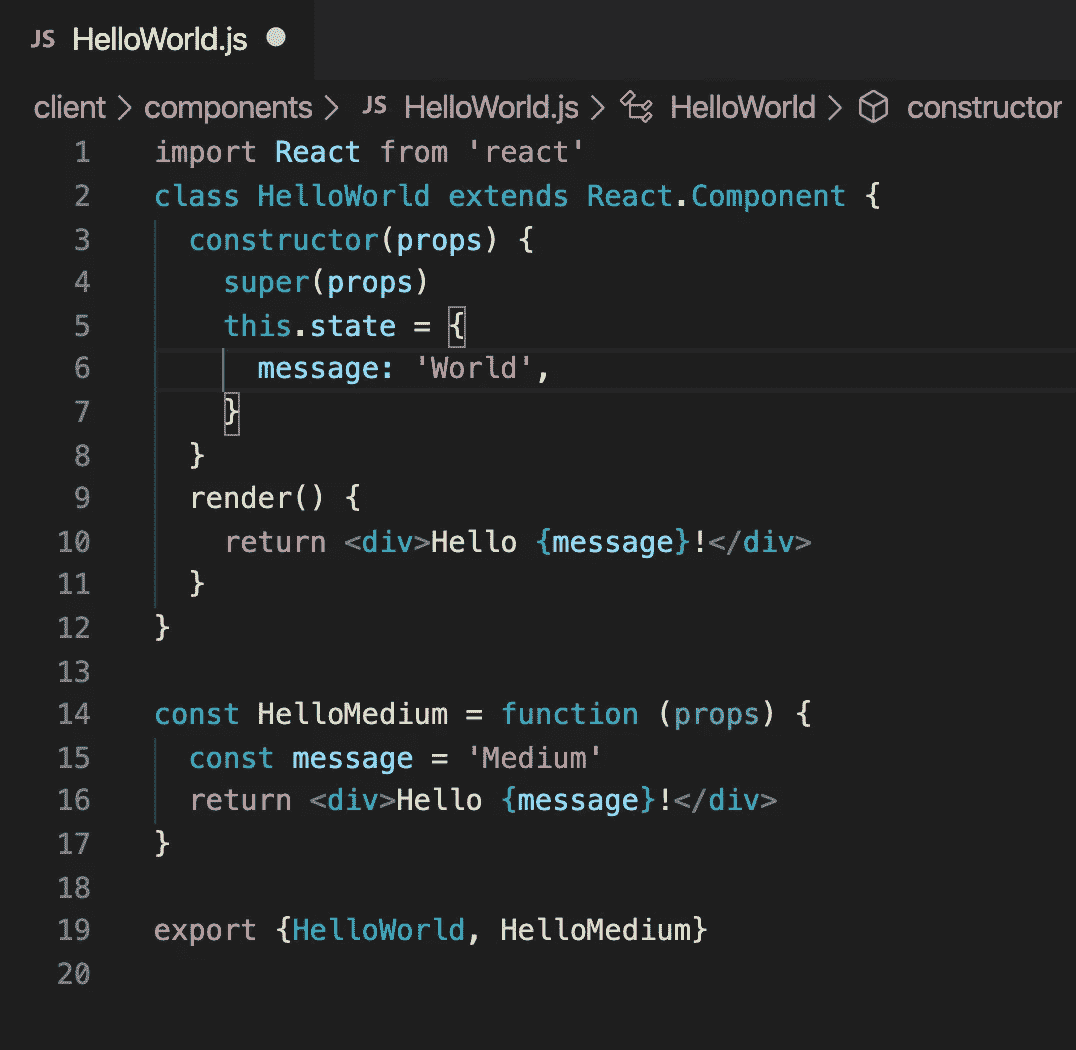 JS HelloWorld.js
client > components > JS HelloWorld.js > HelloWorld > constructor
1 import React from 'react'
2 class HelloWorld extends React.Component {
3   constructor(props) {
4     super(props)
5     this.state = {
6       message: 'World',
7     }
8   }
9   render() {
10     return <div>Hello {message}!</div>
11   }
12 }
13
14 const HelloMedium = function (props) {
15   const message = 'Medium'
16   return <div>Hello {message}!</div>
17 }
18
19 export {HelloWorld, HelloMedium}
20